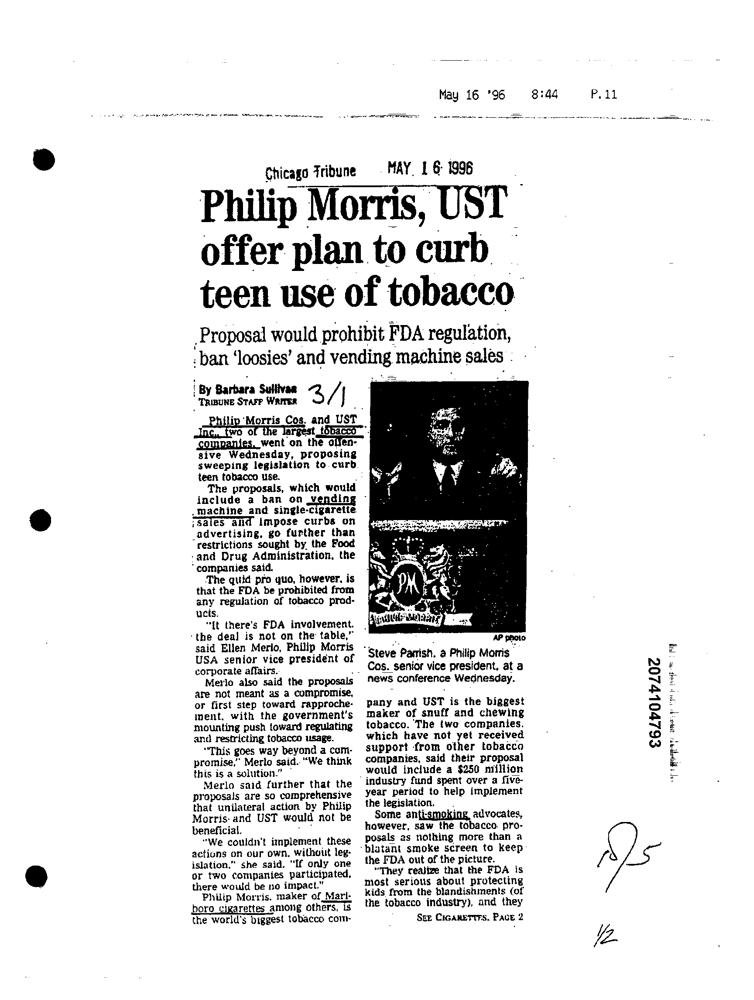 May 16 '96 8:44 P.11
Chicago Tribune MAY 16 1996
Philip Morris, UST
offer plan to curb
teen use of tobacco
Proposal would prohibit FDA regulation,
ban 'loosies' and vending machine sales
By Barbara Sullivan
TRIBUNE STAFF WRITER
3/1
Philip Morris Cos. and UST
Inc., two of the largest tobacco
companies, went on the offen-
sive Wednesday, proposing
sweeping legislation to curb
teen tobacco use.
The proposals, which would
include a ban on vending
machine and single-cigarette
sales and impose curbs on
advertising, go further than
restrictions sought by the Food
and Drug Administration, the
companies said.
The quid pro quo, however, is
that the FDA be prohibited from
any regulation of tobacco prod-
ucts.
"If there's FDA involvement,
the deal is not on the table,"
said Ellen Merlo, Philip Morris
USA senior vice president of
corporate affairs.
Merlo also said the proposals
are not meant as a compromise,
or first step toward rapproche-
ment, with the government's
mounting push toward regulating
and restricting tobacco usage.
"This goes way beyond a com-
promise," Merlo said. "We think
this is a solution."
Merlo said further that the
proposals are so comprehensive
that unilateral action by Philip
Morris and UST would not be
beneficial.
"We couldn't implement these
actions on our own, without leg-
islation," she said. "If only one
or two companies participated,
there would be no impact."
Philip Morris, maker of Marl-
boro cigarettes among others, is
the world's biggest tobacco com-
PM
AP photo
Steve Parrish, a Philip Morris
Cos. senior vice president, at a
news conference Wednesday.
pany and UST is the biggest
maker of snuff and chewing
tobacco. The two companies,
which have not yet received
support from other tobacco
companies, said their proposal
would include a $250 million
industry fund spent over a five-
year period to help implement
the legislation.
Some anti-smoking advocates,
however, saw the tobacco pro-
posals as nothing more than a
blatant smoke screen to keep
the FDA out of the picture.
"They realize that the FDA is
most serious about protecting
kids from the blandishments (of
the tobacco industry), and they
SEE CIGARETTES, PAGE 2
2074104793
1/2